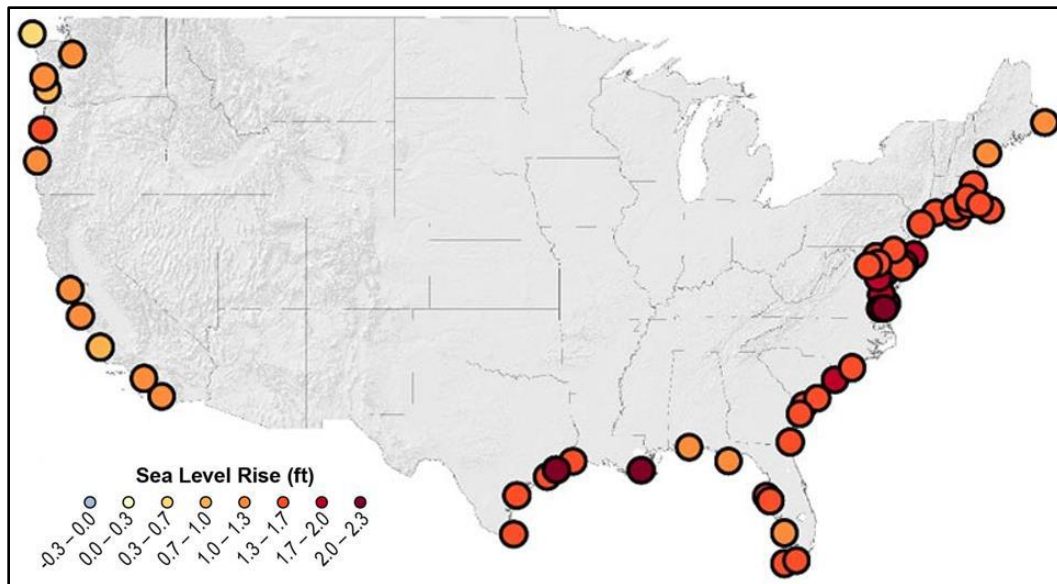 Sea Level Rise (ft)
-0.3 – 0.0
0.0 – 0.3
0.3 – 0.7
0.7 – 1.0
1.0 – 1.3
1.3 – 1.7
1.7 – 2.0
2.0 – 2.3